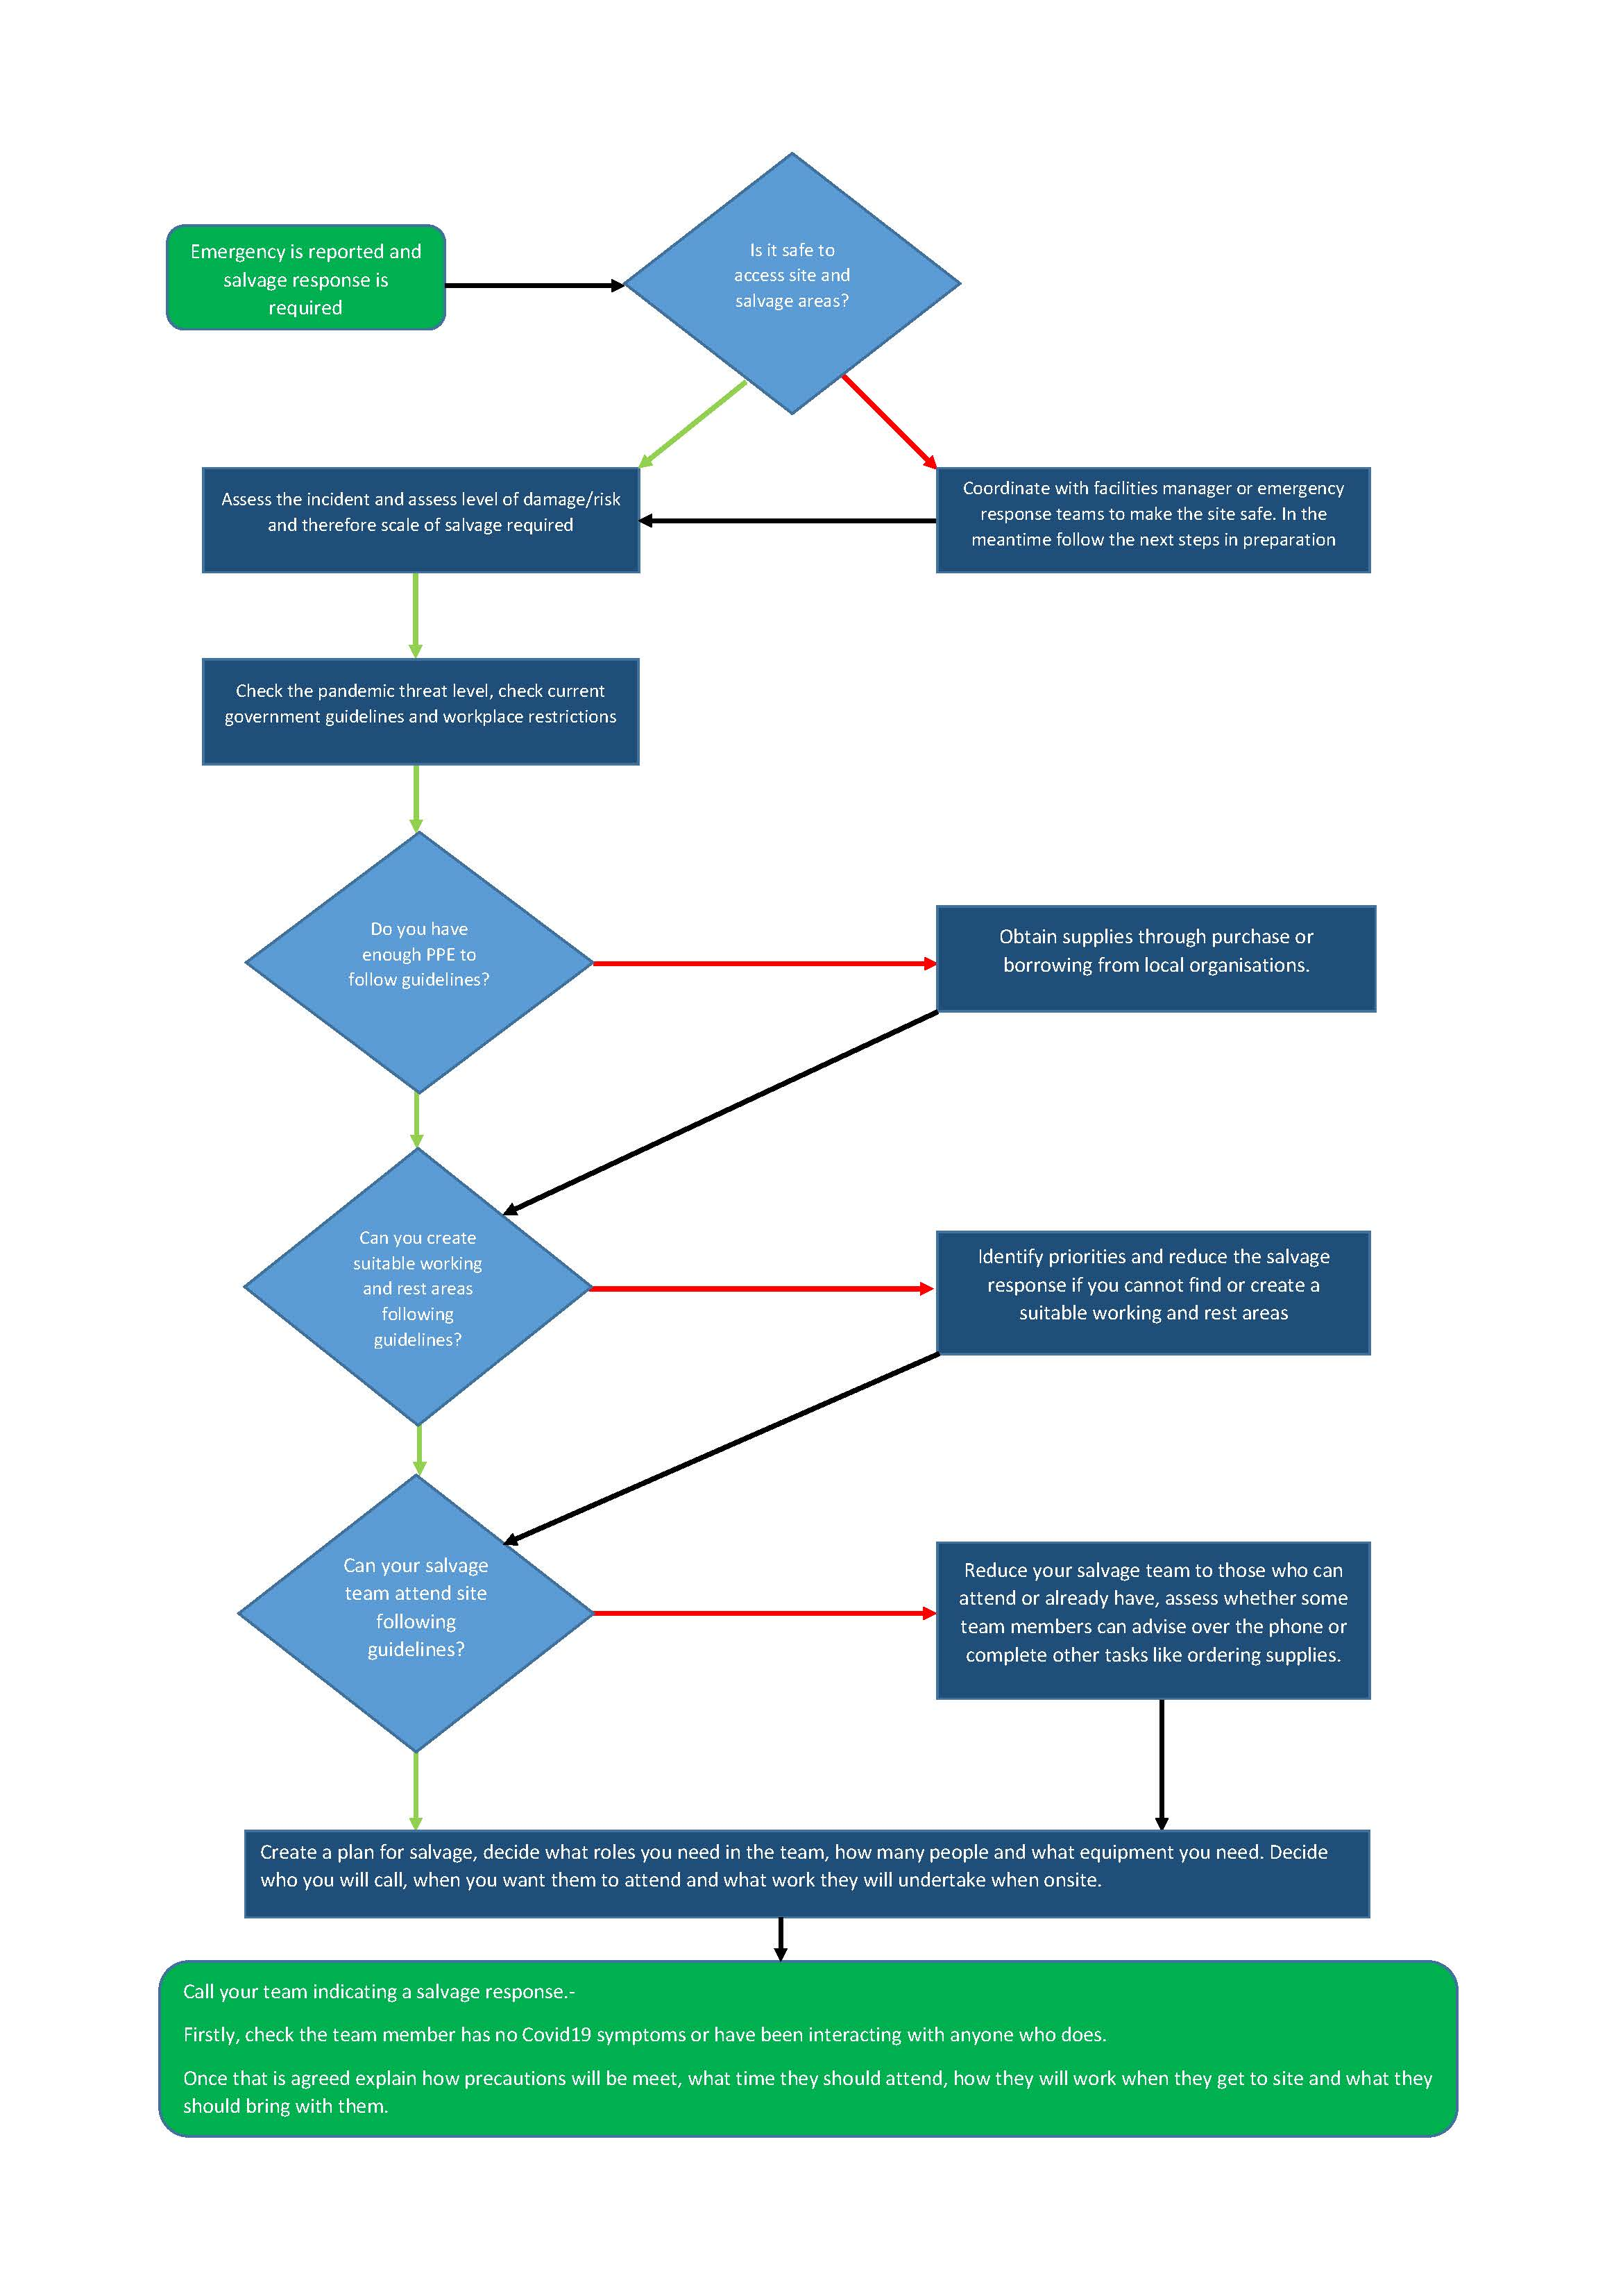 Emergency is reported and
salvage response is
required
Is it safe to
access site and
salvage areas?
Assess the incident and assess level of damage/risk
and therefore scale of salvage required
Coordinate with facilities manager or emergency
response teams to make the site safe. In the
meantime follow the next steps in preparation
Check the pandemic threat level, check current
government guidelines and workplace restrictions
Do you have
enough PPE to
follow guidelines?
Obtain supplies through purchase or
borrowing from local organisations.
Can you create
suitable working
and rest areas
following
guidelines?
Identify priorities and reduce the salvage
response if you cannot find or create a
suitable working and rest areas
Can your salvage
team attend site
following
guidelines?
Reduce your salvage team to those who can
attend or already have, assess whether some
team members can advise over the phone or
complete other tasks like ordering supplies.
Create a plan for salvage, decide what roles you need in the team, how many people and what equipment you need. Decide
who you will call, when you want them to attend and what work they will undertake when onsite.
Call your team indicating a salvage response.-
Firstly, check the team member has no Covid19 symptoms or have been interacting with anyone who does.
Once that is agreed explain how precautions will be meet, what time they should attend, how they will work when they get to site and what they
should bring with them.